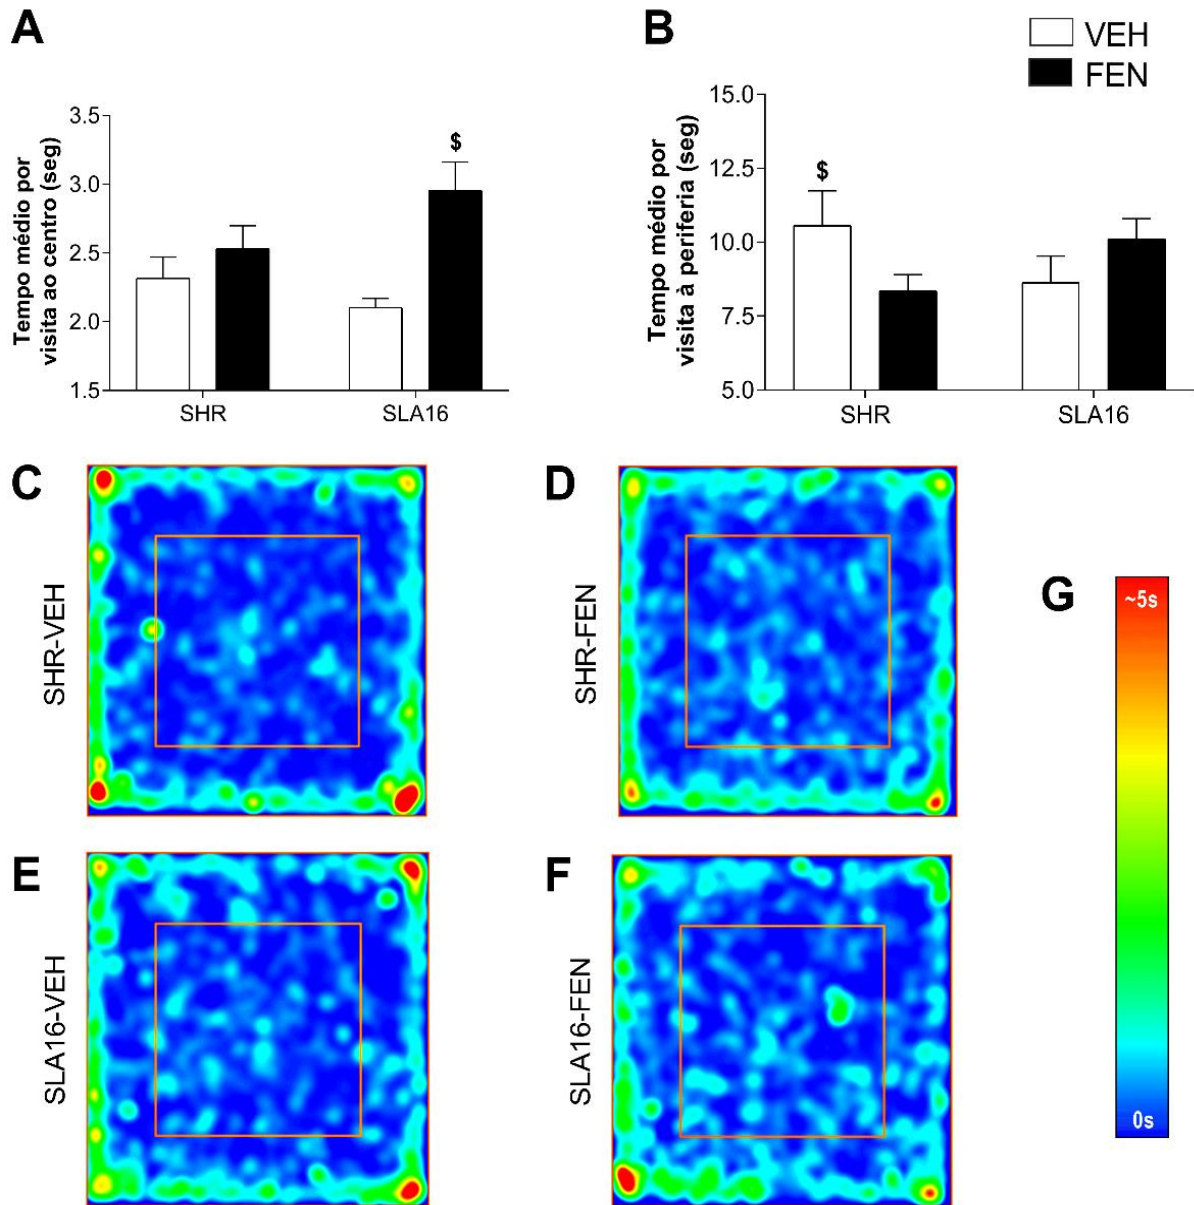 A
B
VEH
FEN
Tempo médio por
visita ao centro (seg)
3.5
3.0
2.5
2.0
1.5
$
SHR
SLA16
Tempo médio por
visita à periferia (seg)
15.0
12.5
10.0
7.5
5.0
$
SHR
SLA16
C
SHR-VEH
D
SHR-FEN
G
~5s
0s
E
SLA16-VEH
F
SLA16-FEN